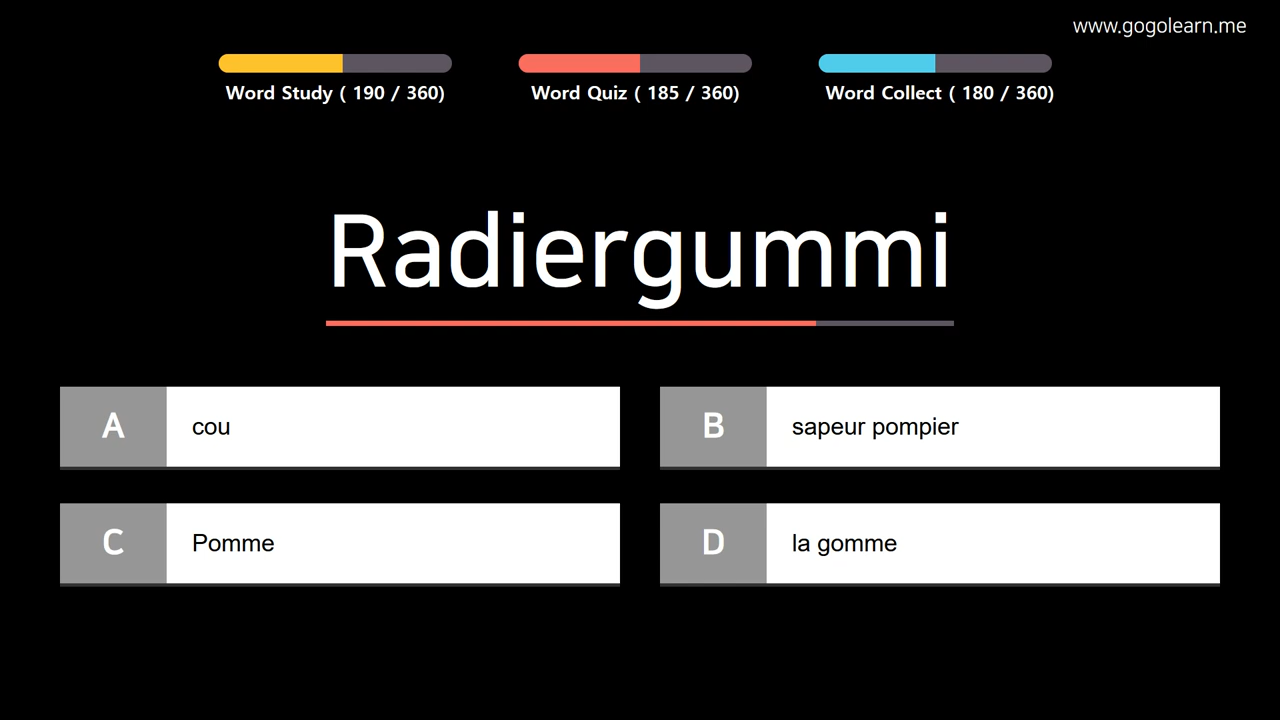 www.gogolearn.me
Word Study ( 190 / 360)
Word Quiz ( 185 / 360)
Word Collect ( 180 / 360)
Radiergummi
A
cou
B
sapeur pompier
C
Pomme
D
la gomme